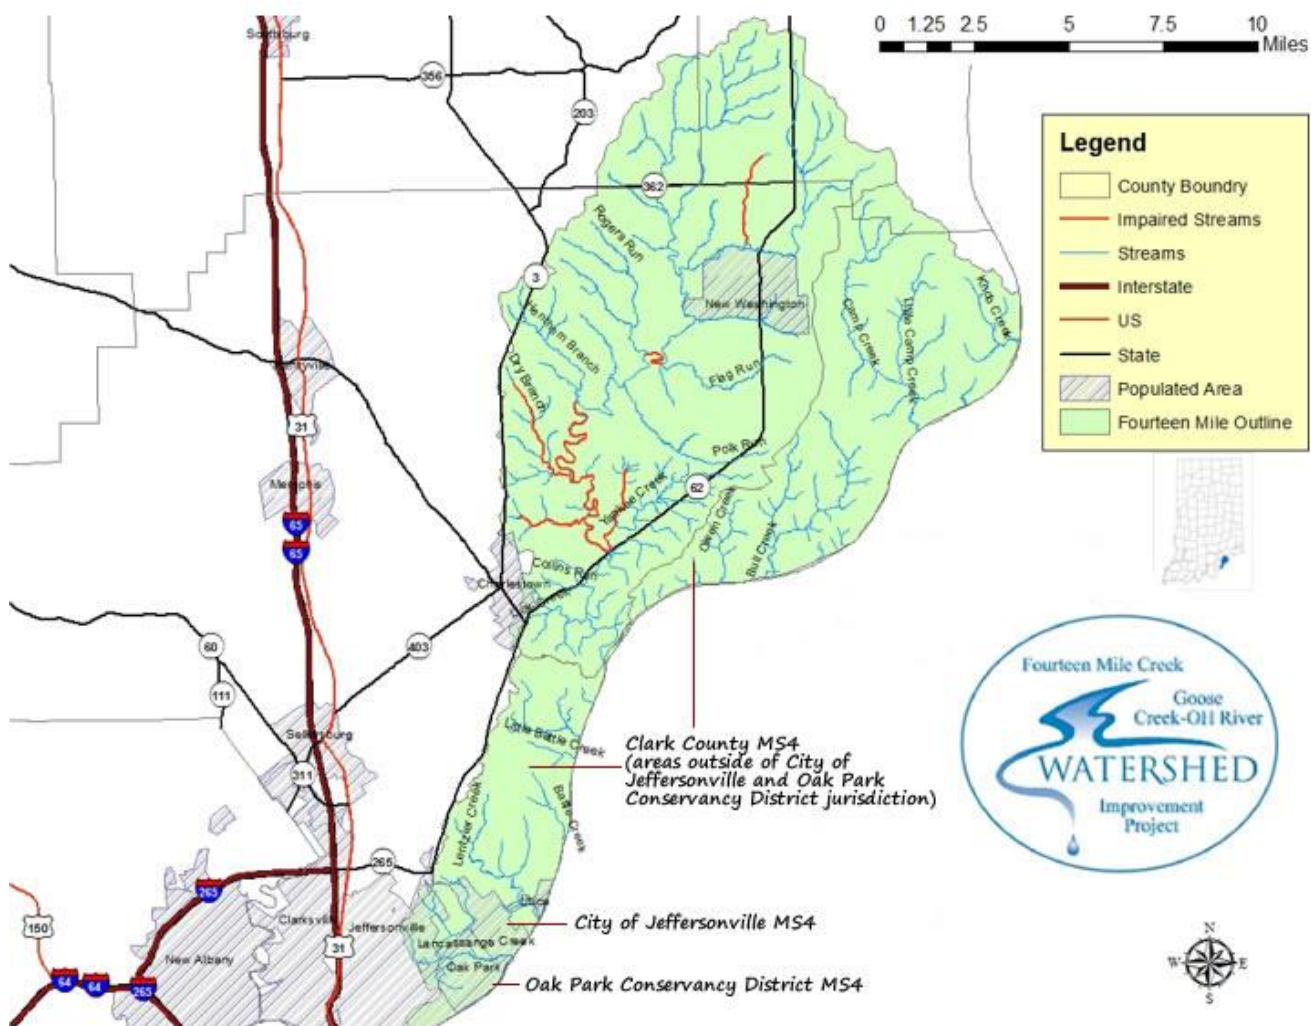 0 1.25 2.5 5 7.5 10
Miles
Legend
County Boundry
Impaired Streams
Streams
Interstate
US
State
Populated Area
Fourteen Mile Outline
356
203
362
3
Rogers Run
New Washington
Camp Creek
Little Camp Creek
Knob Creek
Dry Branch
Flag Run
31
Polk Run
Memphis
62
Owen Creek
Bull Creek
65
65
Collins Run
Charlestown
60
403
111
Little Battle Creek
Sellersburg
311
Clark County MS4
(areas outside of City of
Jeffersonville and Oak Park
Conservancy District jurisdiction)
Fourteen Mile Creek
Goose
Creek-OH River
WATERSHED
Improvement
Project
Lentzier Creek
265
265
Utica
Clarksville
Jeffersonville
City of Jeffersonville MS4
150
31
Lancassange Creek
New Albany
Oak Park
Oak Park Conservancy District MS4
64
64
265
N
W
E
S